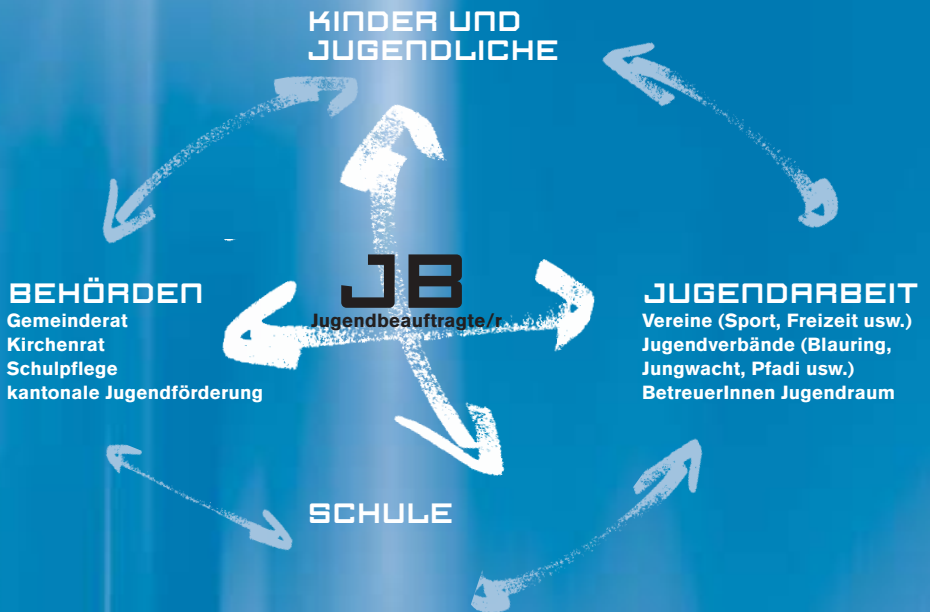 KINDER UND
JUGENDLICHE
JB
Jugendbeauftragte/r
BEHÖRDEN
Gemeinderat
Kirchenrat
Schulpflege
kantonale Jugendförderung
JUGENDARBEIT
Vereine (Sport, Freizeit usw.)
Jugendverbände (Blauring,
Jungwacht, Pfadi usw.)
BetreuerInnen Jugendraum
SCHULE